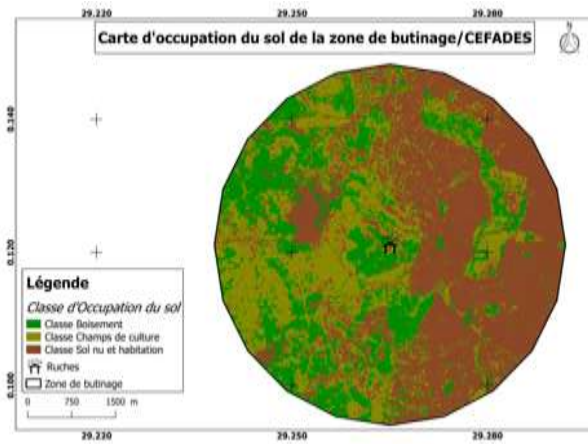 29.230 29.250 29.280
Carte d'occupation du sol de la zone de butinage/CEFADES
N
0.140
0.120
0.100
Légende
Classe d'Occupation du sol
Classe Boisement
Classe Champs de culture
Classe Sol nu et habitation
Ruches
Zone de butinage
0 750 1500 m
29.230 29.250 29.280